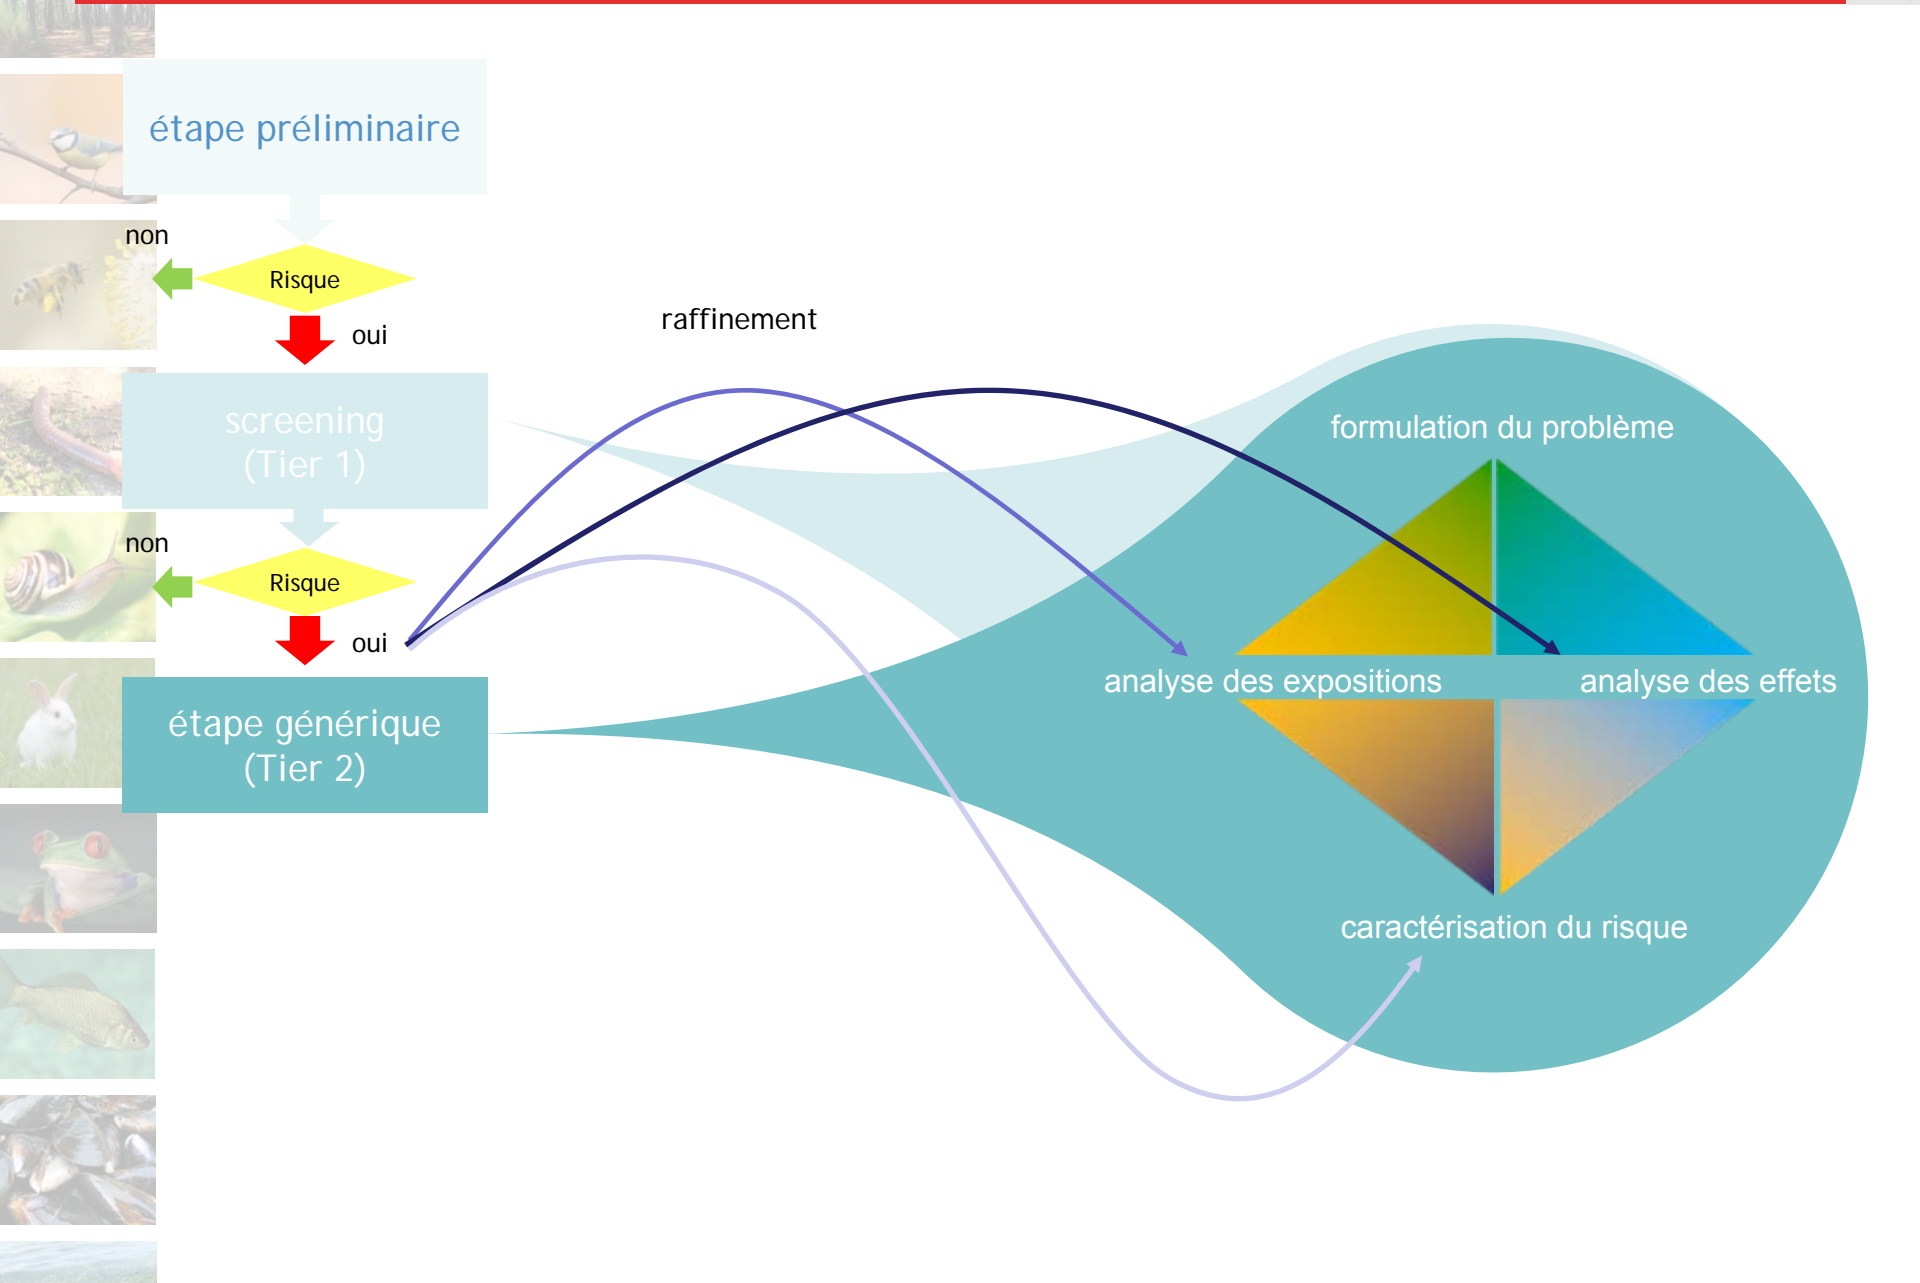 étape préliminaire
non
Risque
oui
raffinement
screening
(Tier 1)
non
Risque
oui
étape générique
(Tier 2)
formulation du problème
analyse des expositions
analyse des effets
caractérisation du risque